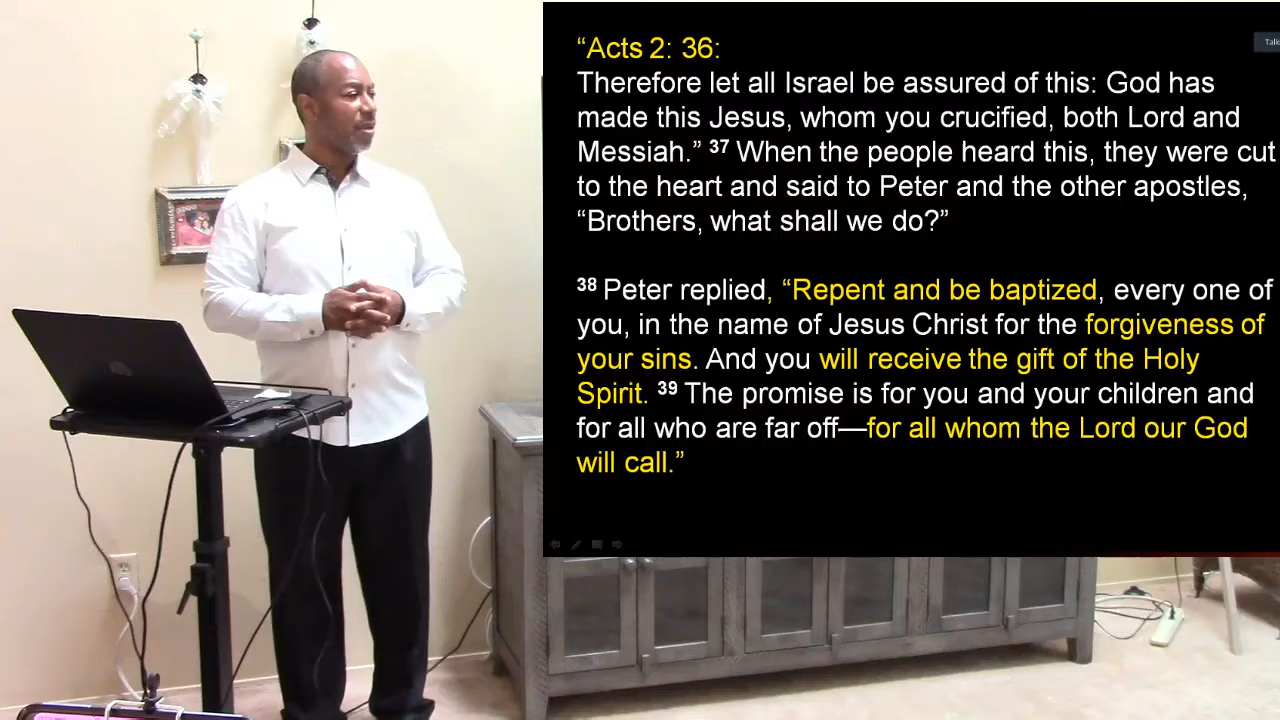 “Acts 2: 36:
Therefore let all Israel be assured of this: God has
made this Jesus, whom you crucified, both Lord and
Messiah.” 37 When the people heard this, they were cut
to the heart and said to Peter and the other apostles,
“Brothers, what shall we do?”
38 Peter replied, “Repent and be baptized, every one of
you, in the name of Jesus Christ for the forgiveness of
your sins. And you will receive the gift of the Holy
Spirit. 39 The promise is for you and your children and
for all who are far off—for all whom the Lord our God
will call.”